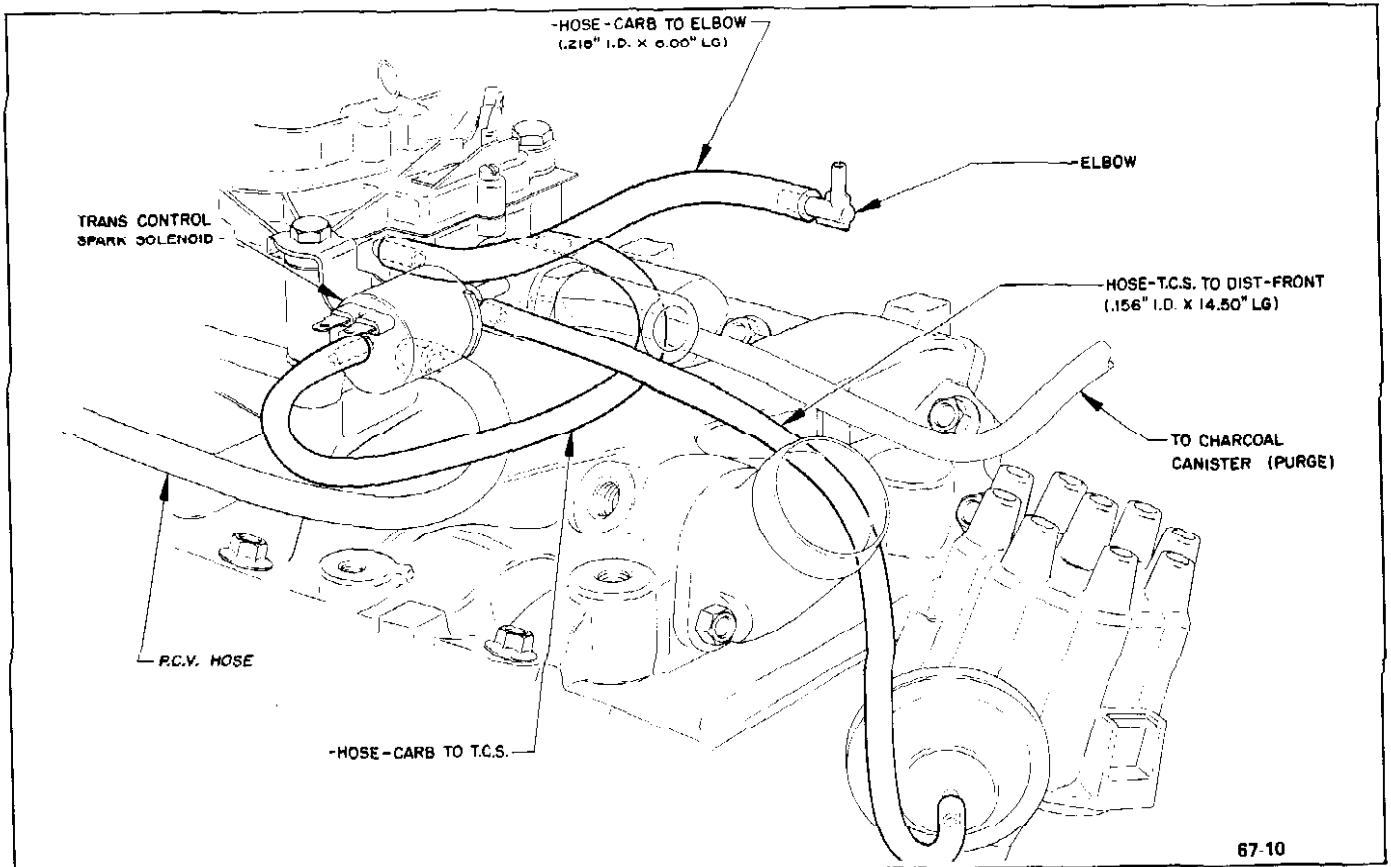 -HOSE-CARB TO ELBOW
(.218" I.D. X 6.00" LG)
-ELBOW
TRANS CONTROL
SPARK SOLENOID-
HOSE-T.C.S. TO DIST-FRONT
(.156" I.D. X 14.50" LG)
TO CHARCOAL
CANISTER (PURGE)
P.C.V. HOSE
-HOSE-CARB TO T.C.S.
67-10